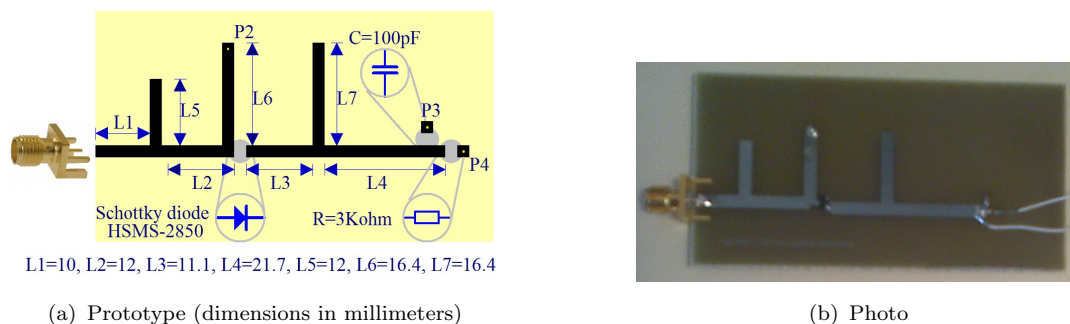 P2
C=100pF
L5
L6
L7
L1
P3
P4
L2
L3
L4
Schottky diode
HSMS-2850
R=3Kohm
L1=10, L2=12, L3=11.1, L4=21.7, L5=12, L6=16.4, L7=16.4
(a) Prototype (dimensions in millimeters)
(b) Photo